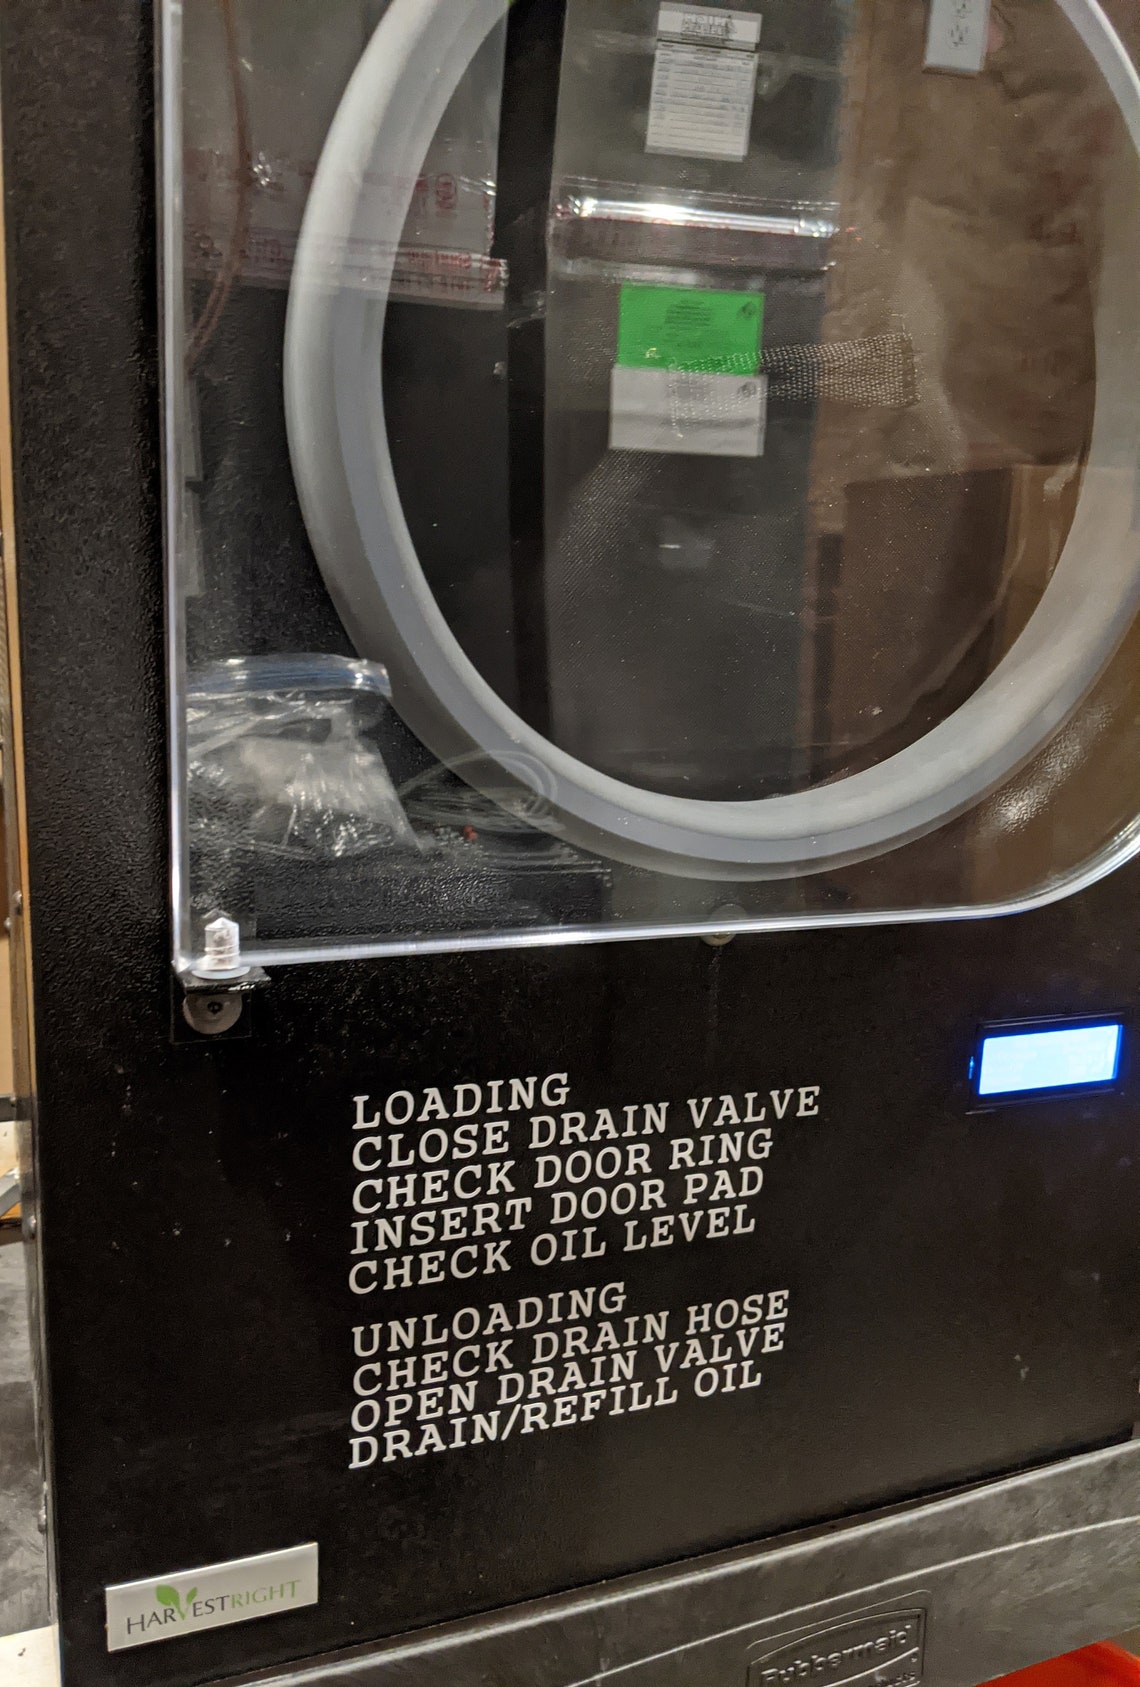 LOADING
CLOSE DRAIN VALVE
CHECK DOOR RING
INSERT DOOR PAD
CHECK OIL LEVEL
UNLOADING
CHECK DRAIN HOSE
OPEN DRAIN VALVE
DRAIN/REFILL OIL
HARVESTRIGHT
Rubbermaid